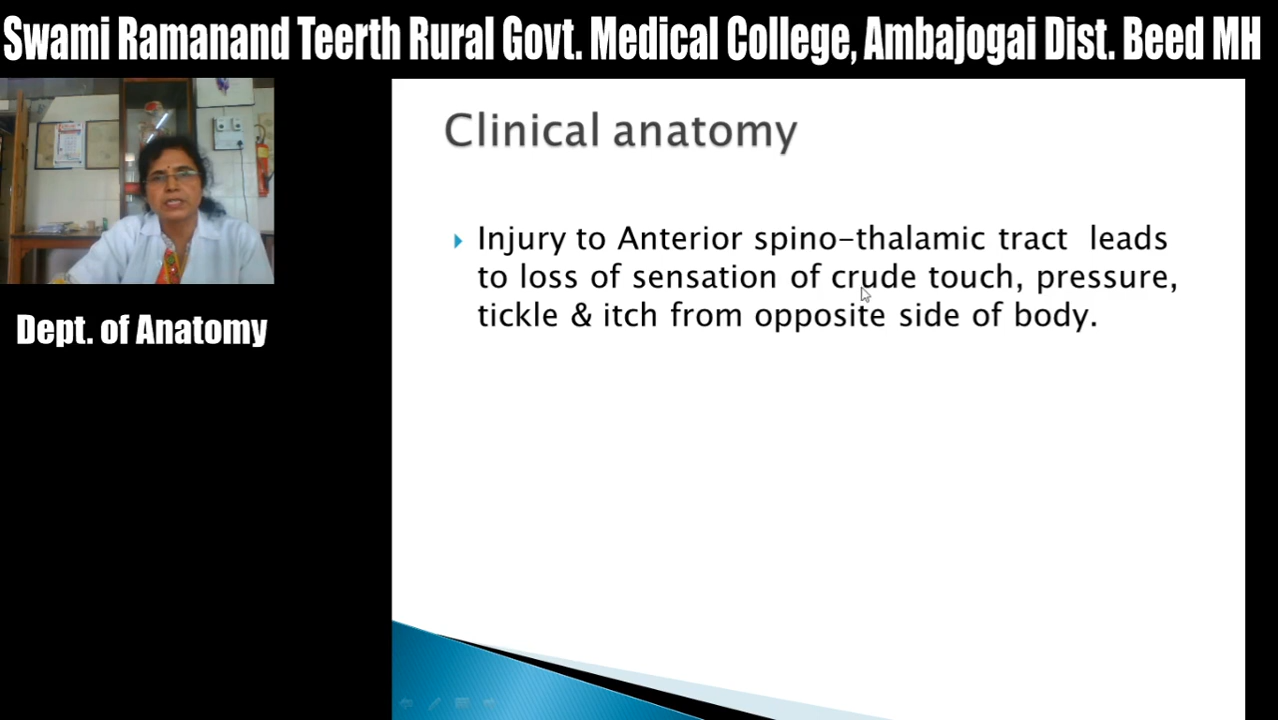 Swami Ramanand Teerth Rural Govt. Medical College, Ambajogai Dist. Beed MH
Dept. of Anatomy
Clinical anatomy
Injury to Anterior spino-thalamic tract leads
to loss of sensation of crude touch, pressure,
tickle & itch from opposite side of body.